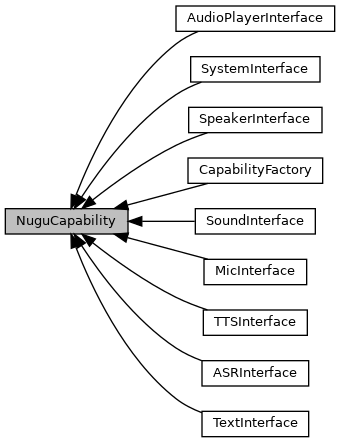 AudioPlayerInterface
SystemInterface
SpeakerInterface
CapabilityFactory
NuguCapability
SoundInterface
MicInterface
TTSInterface
ASRInterface
TextInterface